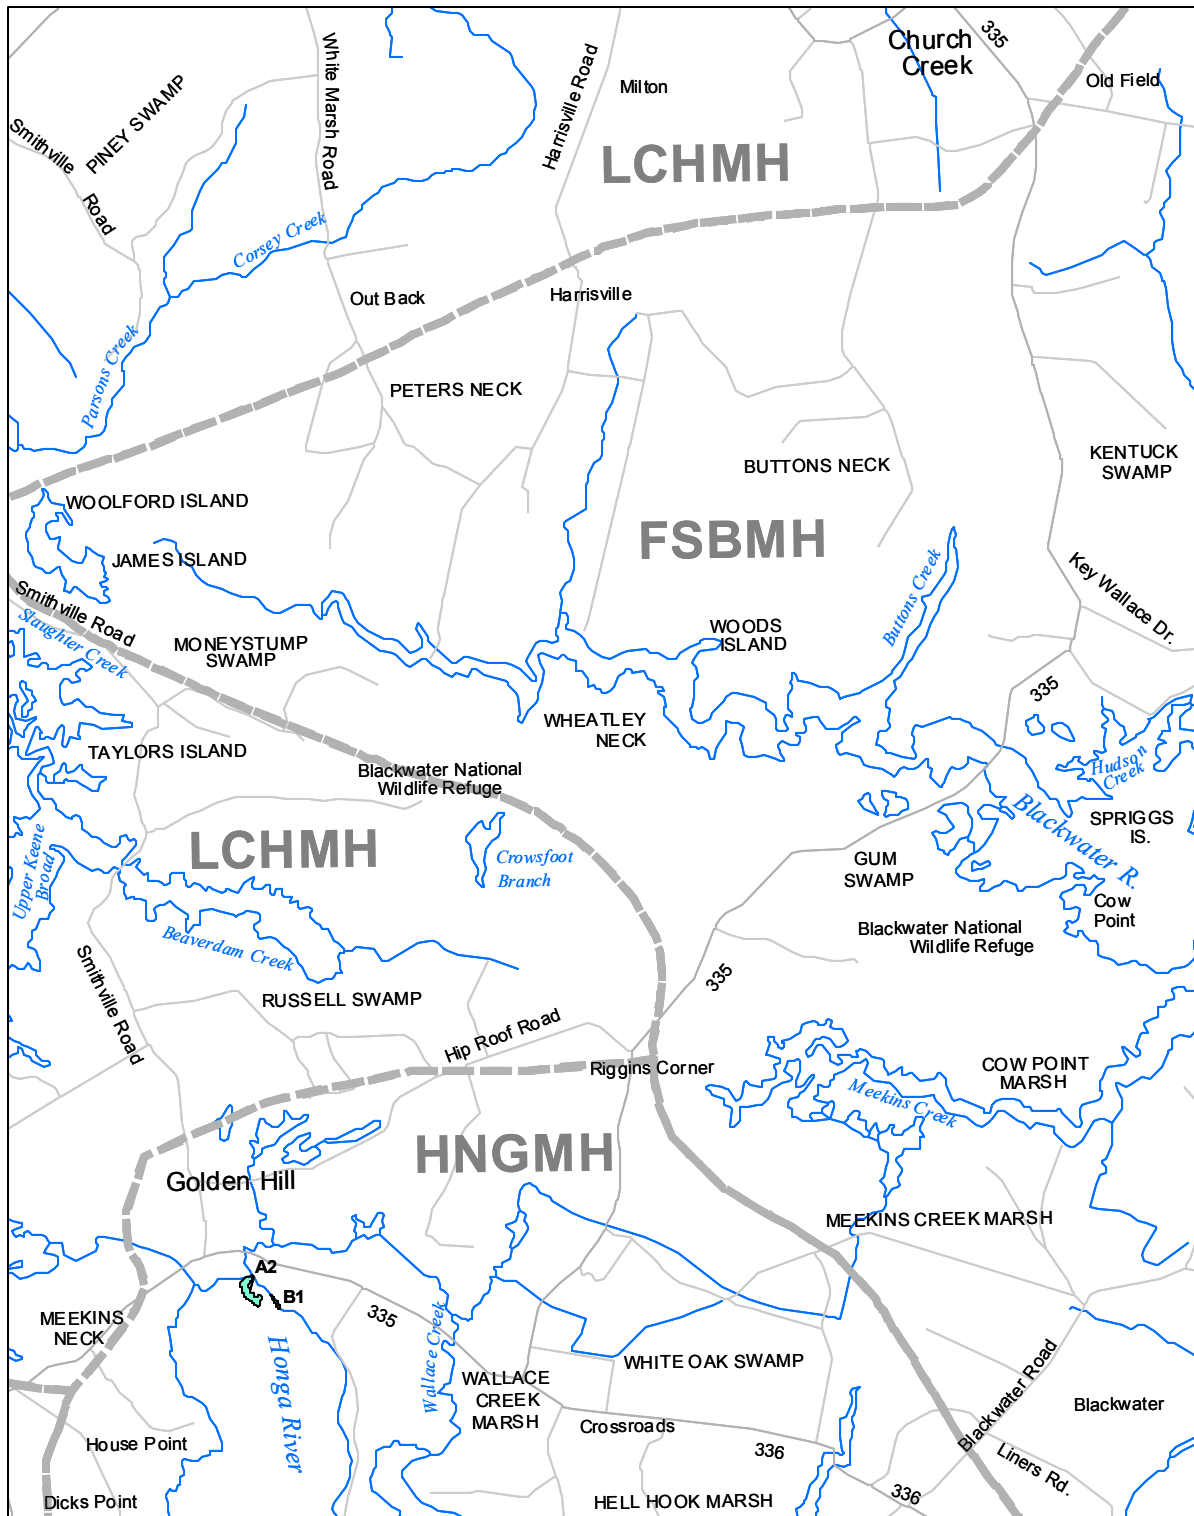 335
Church
Creek
White Marsh Road
Harrisville Road
Milton
Old Field
PINEY SWAMP
Smithville
Road
LCHMH
Corsey Creek
Out Back
Harrisville
Parsons Creek
PETERS NECK
BUTTONS NECK
KENTUCK
SWAMP
WOOLFORD ISLAND
FSBMH
JAMES ISLAND
Buttons Creek
Key Wallace Dr.
Smithville Road
Slaughter Creek
MONEYSTUMP
SWAMP
WOODS
ISLAND
335
WHEATLEY
NECK
TAYLORS ISLAND
Blackwater National
Wildlife Refuge
Hudson
Creek
Blackwater R.
SPRIGGS
IS.
LCHMH
Crowsfoot
Branch
GUM
SWAMP
Upper Keene
Broad
Cow
Point
Blackwater National
Wildlife Refuge
Beaverdam Creek
335
Smithville Road
RUSSELL SWAMP
Hip Roof Road
Riggins Corner
COW POINT
MARSH
Meekins Creek
HNGMH
Golden Hill
MEEKINS CREEK MARSH
A2
B1
335
MEEKINS
NECK
Honga River
Wallace Creek
WHITE OAK SWAMP
WALLACE
CREEK
MARSH
Blackwater Road
Blackwater
Crossroads
House Point
336
Liners Rd.
336
Dicks Point
HELL HOOK MARSH